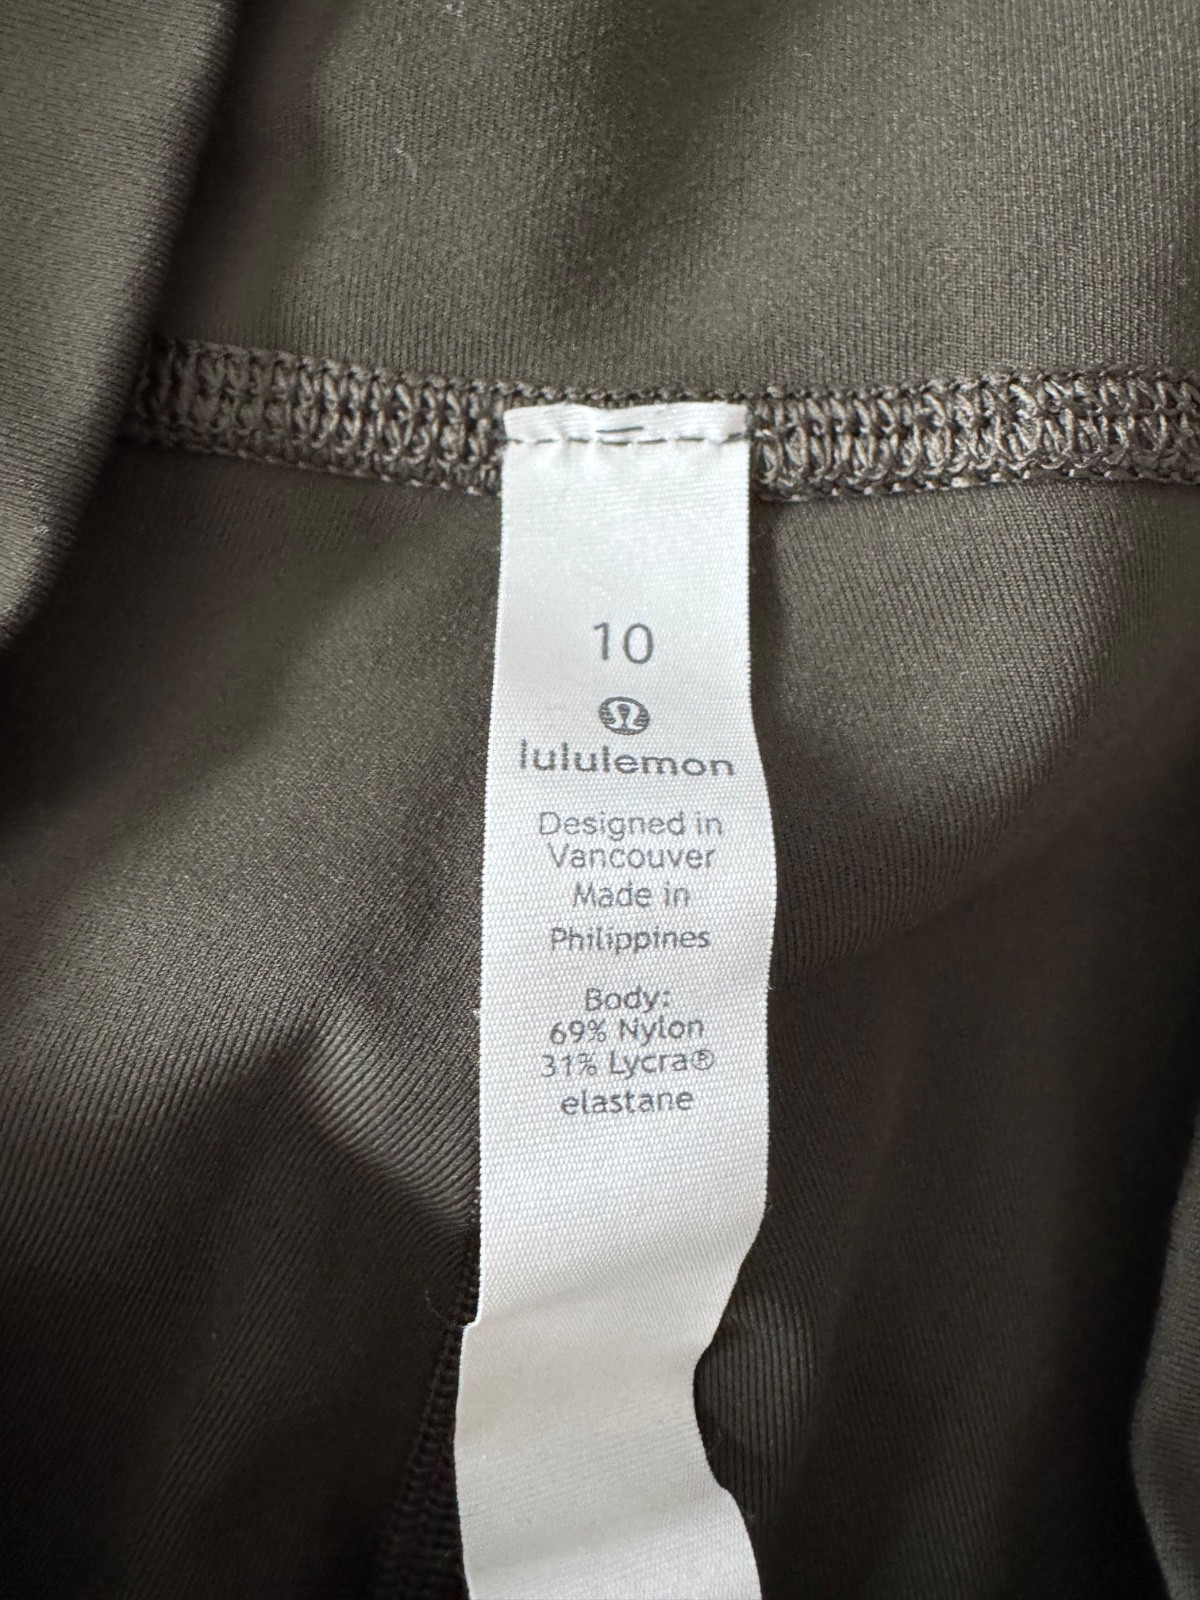 10
lululemon
Designed in
Vancouver
Made in
Philippines
Body:
69% Nylon
31% Lycra®
elastane